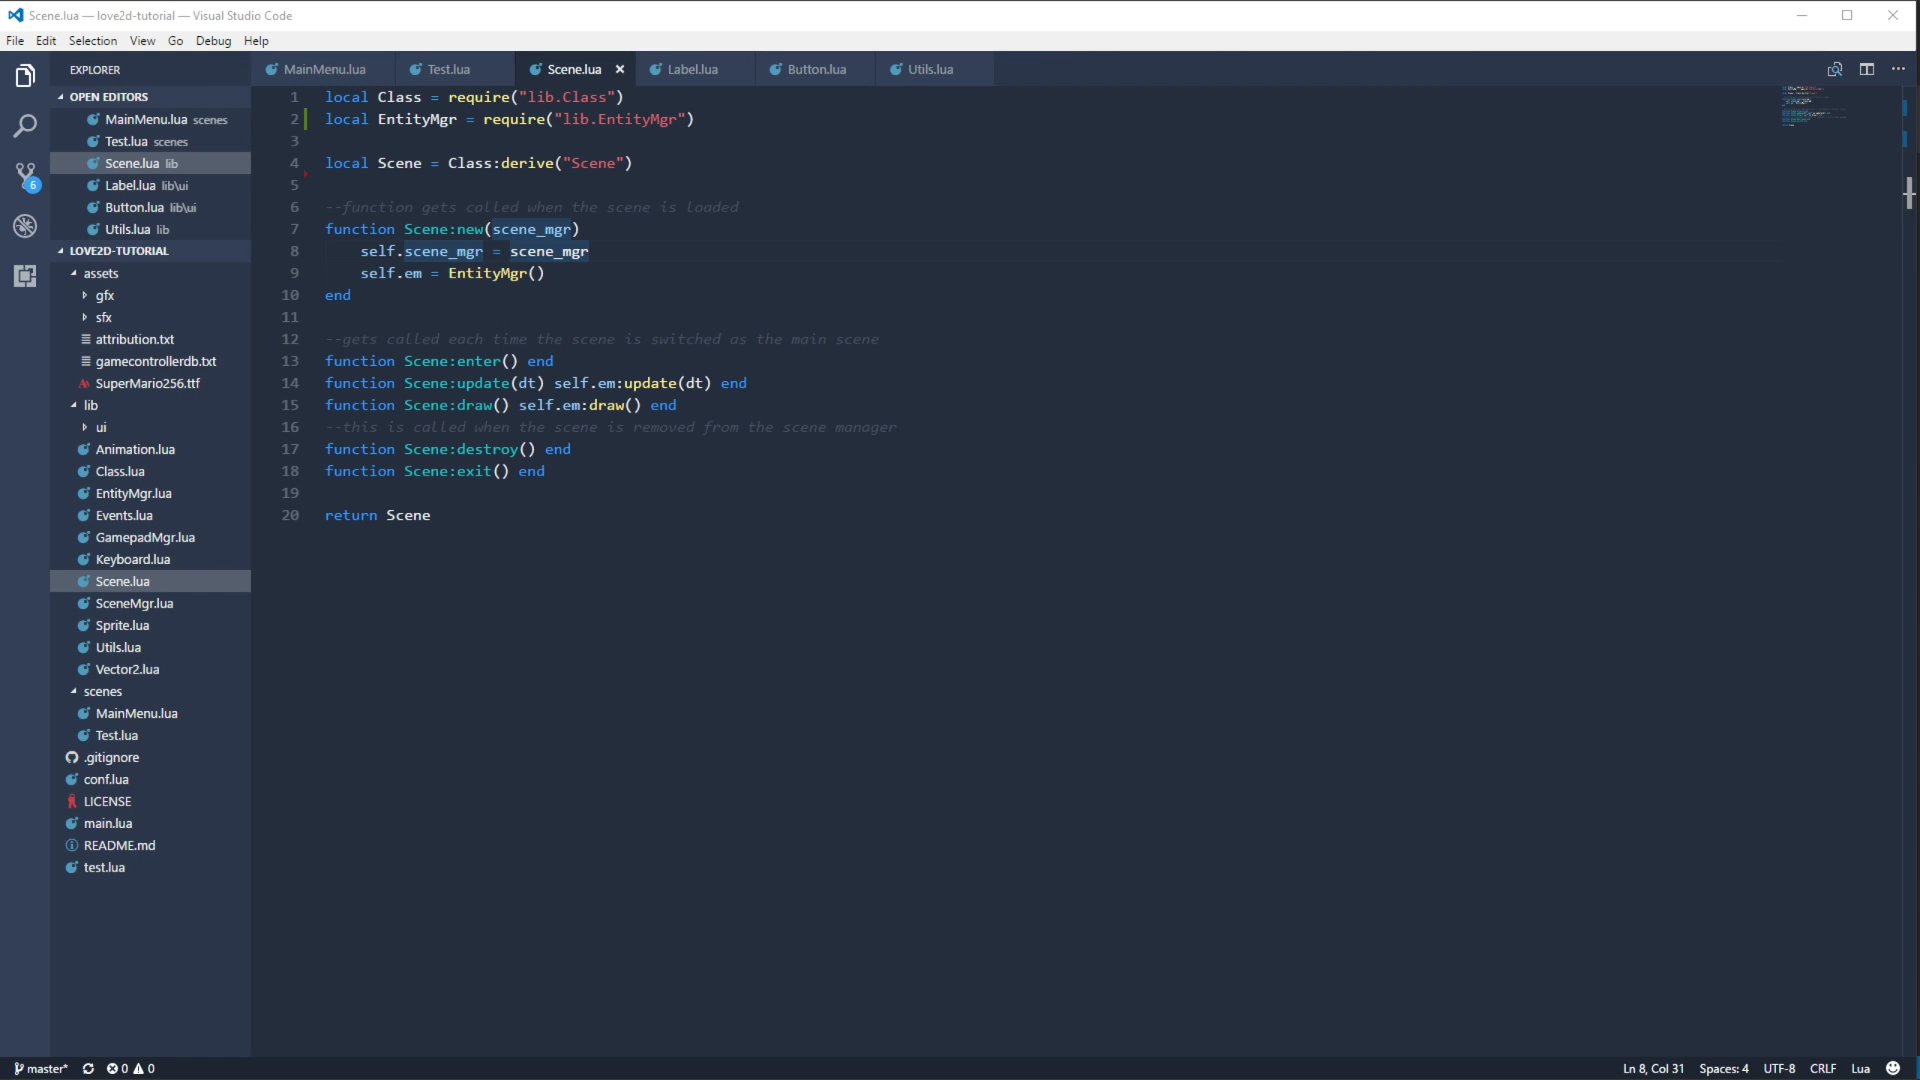 Scene.lua — love2d-tutorial — Visual Studio Code
File Edit Selection View Go Debug Help
EXPLORER
OPEN EDITORS
MainMenu.lua scenes
Test.lua scenes
Scene.lua lib
Label.lua lib\ui
Button.lua lib\ui
Utils.lua lib
LOVE2D-TUTORIAL
assets
gfx
sfx
attribution.txt
gamecontrollerdb.txt
SuperMario256.ttf
lib
ui
Animation.lua
Class.lua
EntityMgr.lua
Events.lua
GamepadMgr.lua
Keyboard.lua
Scene.lua
SceneMgr.lua
Sprite.lua
Utils.lua
Vector2.lua
scenes
MainMenu.lua
Test.lua
.gitignore
conf.lua
LICENSE
main.lua
README.md
test.lua
6
MainMenu.lua Test.lua Scene.lua Label.lua Button.lua Utils.lua
1 local Class = require("lib.Class")
2 local EntityMgr = require("lib.EntityMgr")
3
4 local Scene = Class:derive("Scene")
5
6 --function gets called when the scene is loaded
7 function Scene:new(scene_mgr)
8 self.scene_mgr = scene_mgr
9 self.em = EntityMgr()
10 end
11
12 --gets called each time the scene is switched as the main scene
13 function Scene:enter() end
14 function Scene:update(dt) self.em:update(dt) end
15 function Scene:draw() self.em:draw() end
16 --this is called when the scene is removed from the scene manager
17 function Scene:destroy() end
18 function Scene:exit() end
19
20 return Scene
master* 0 0 Ln 8, Col 31 Spaces: 4 UTF-8 CRLF Lua